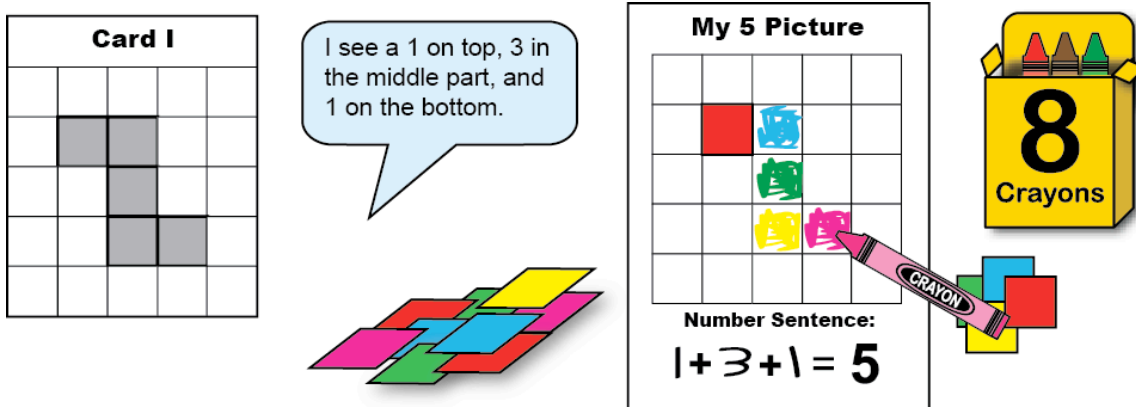 Card I
I see a 1 on top, 3 in
the middle part, and
1 on the bottom.
My 5 Picture
8
Crayons
CRAYON
Number Sentence:
1+3+1= 5